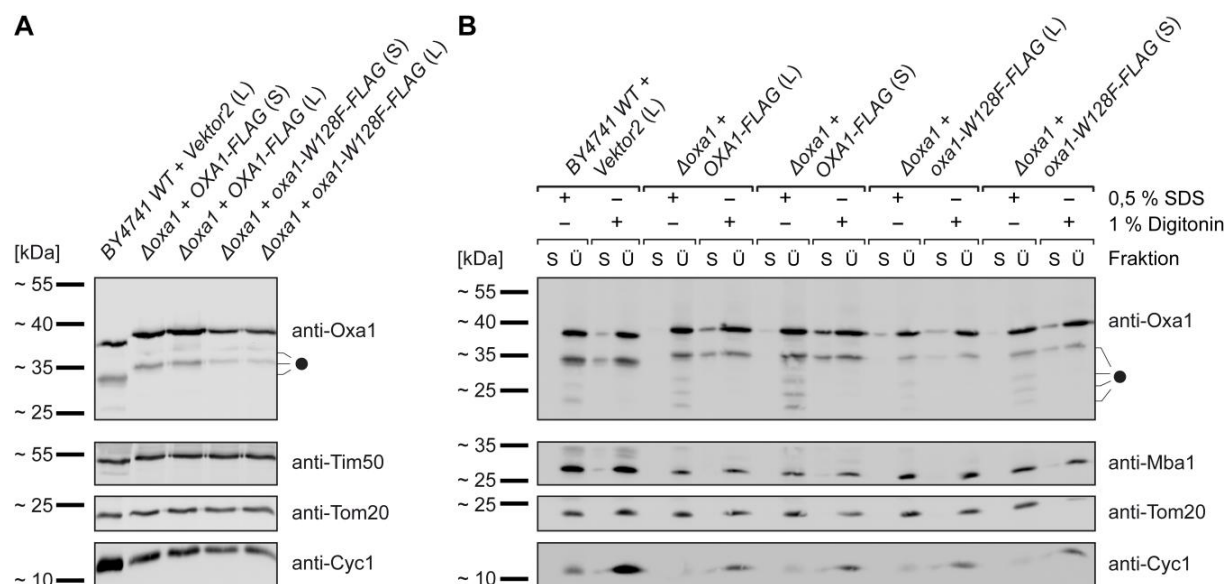 A
BY4741 WT + Vektor2 (L)
Δoxa1 + OXA1-FLAG (S)
Δoxa1 + OXA1-FLAG (L)
Δoxa1 + oxa1-W128F-FLAG (S)
Δoxa1 + oxa1-W128F-FLAG (L)
[kDa]
~ 55
~ 40
~ 35
~ 25
anti-Oxa1
~ 55
anti-Tim50
~ 25
anti-Tom20
~ 10
anti-Cyc1
B
BY4741 WT +
Vektor2 (L)
Δoxa1 +
OXA1-FLAG (L)
Δoxa1 +
OXA1-FLAG (S)
Δoxa1 +
oxa1-W128F-FLAG (L)
Δoxa1 +
oxa1-W128F-FLAG (S)
+ – + – + – + – + – 0,5 % SDS
– + – + – + – + – + 1 % Digitonin
[kDa] S Ü S Ü S Ü S Ü S Ü S Ü S Ü S Ü S Ü S Ü Fraktion
~ 55
~ 40
~ 35
~ 25
anti-Oxa1
~ 35
~ 25
anti-Mba1
~ 25
anti-Tom20
~ 10
anti-Cyc1